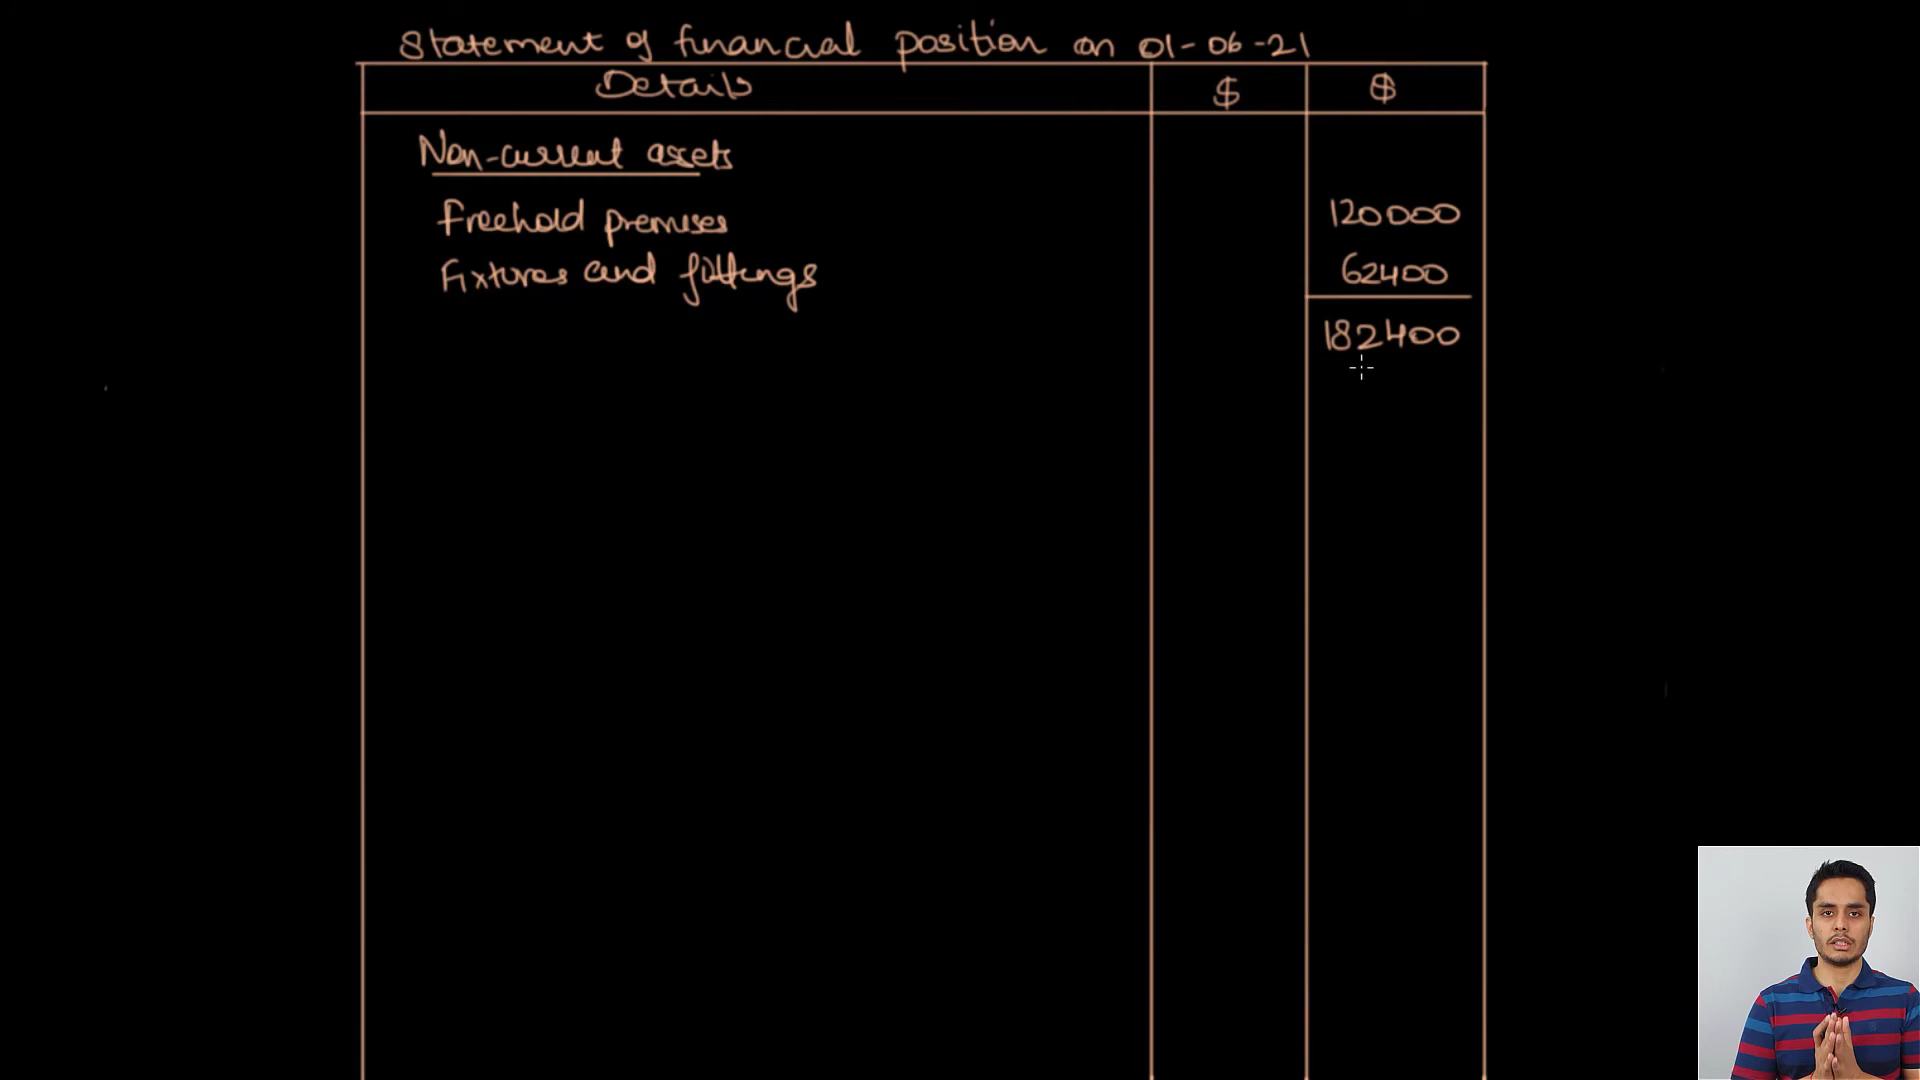 Statement of financial position on 01-06-21
Details $ $
Non-current assets
Freehold premises 120000
Fixtures and fittings 62400
182400